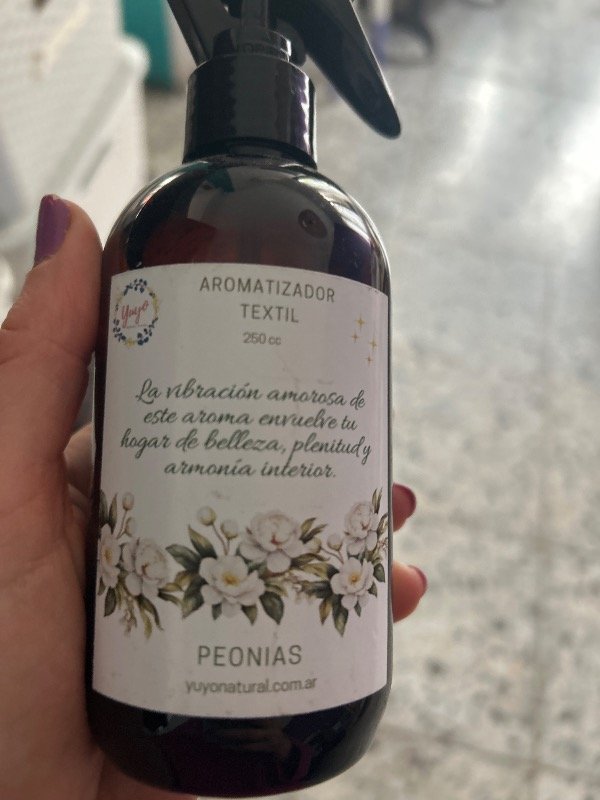 Yuyo
AROMATIZADOR
TEXTIL
250 cc
La vibración amorosa de
este aroma envuelve tu
hogar de belleza, plenitud y
armonía interior.
PEONIAS
yuyonatural.com.ar